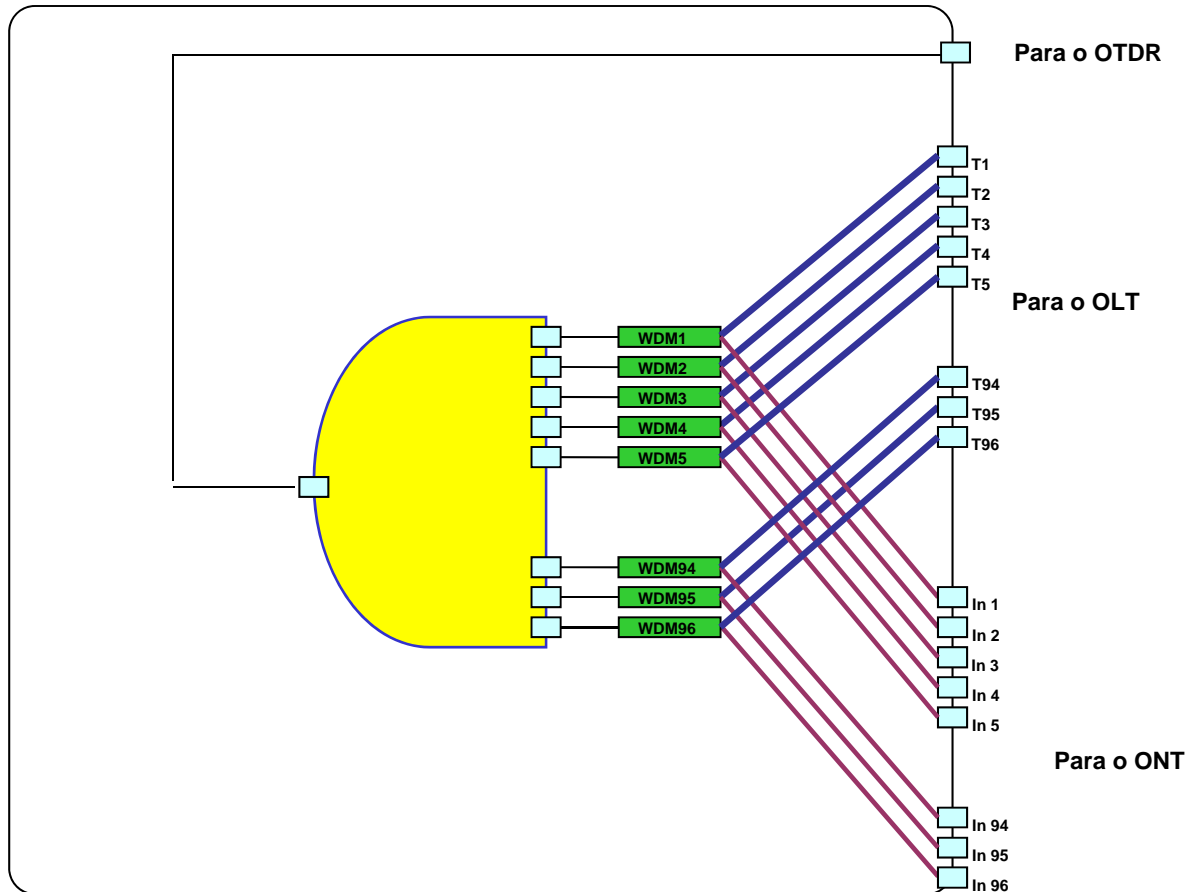 Para o OTDR
T1
T2
T3
T4
T5
Para o OLT
WDM1
WDM2
WDM3
WDM4
WDM5
T94
T95
T96
WDM94
WDM95
WDM96
In 1
In 2
In 3
In 4
In 5
Para o ONT
In 94
In 95
In 96